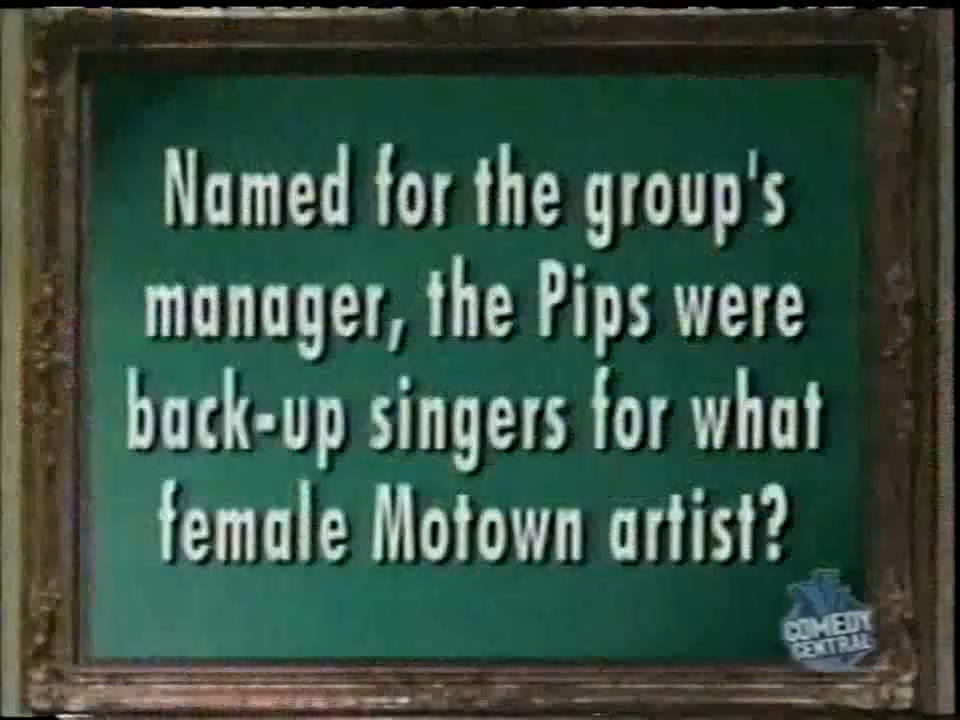 Named for the group's
manager, the Pips were
back-up singers for what
female Motown artist?
COMEDY
CENTRAL